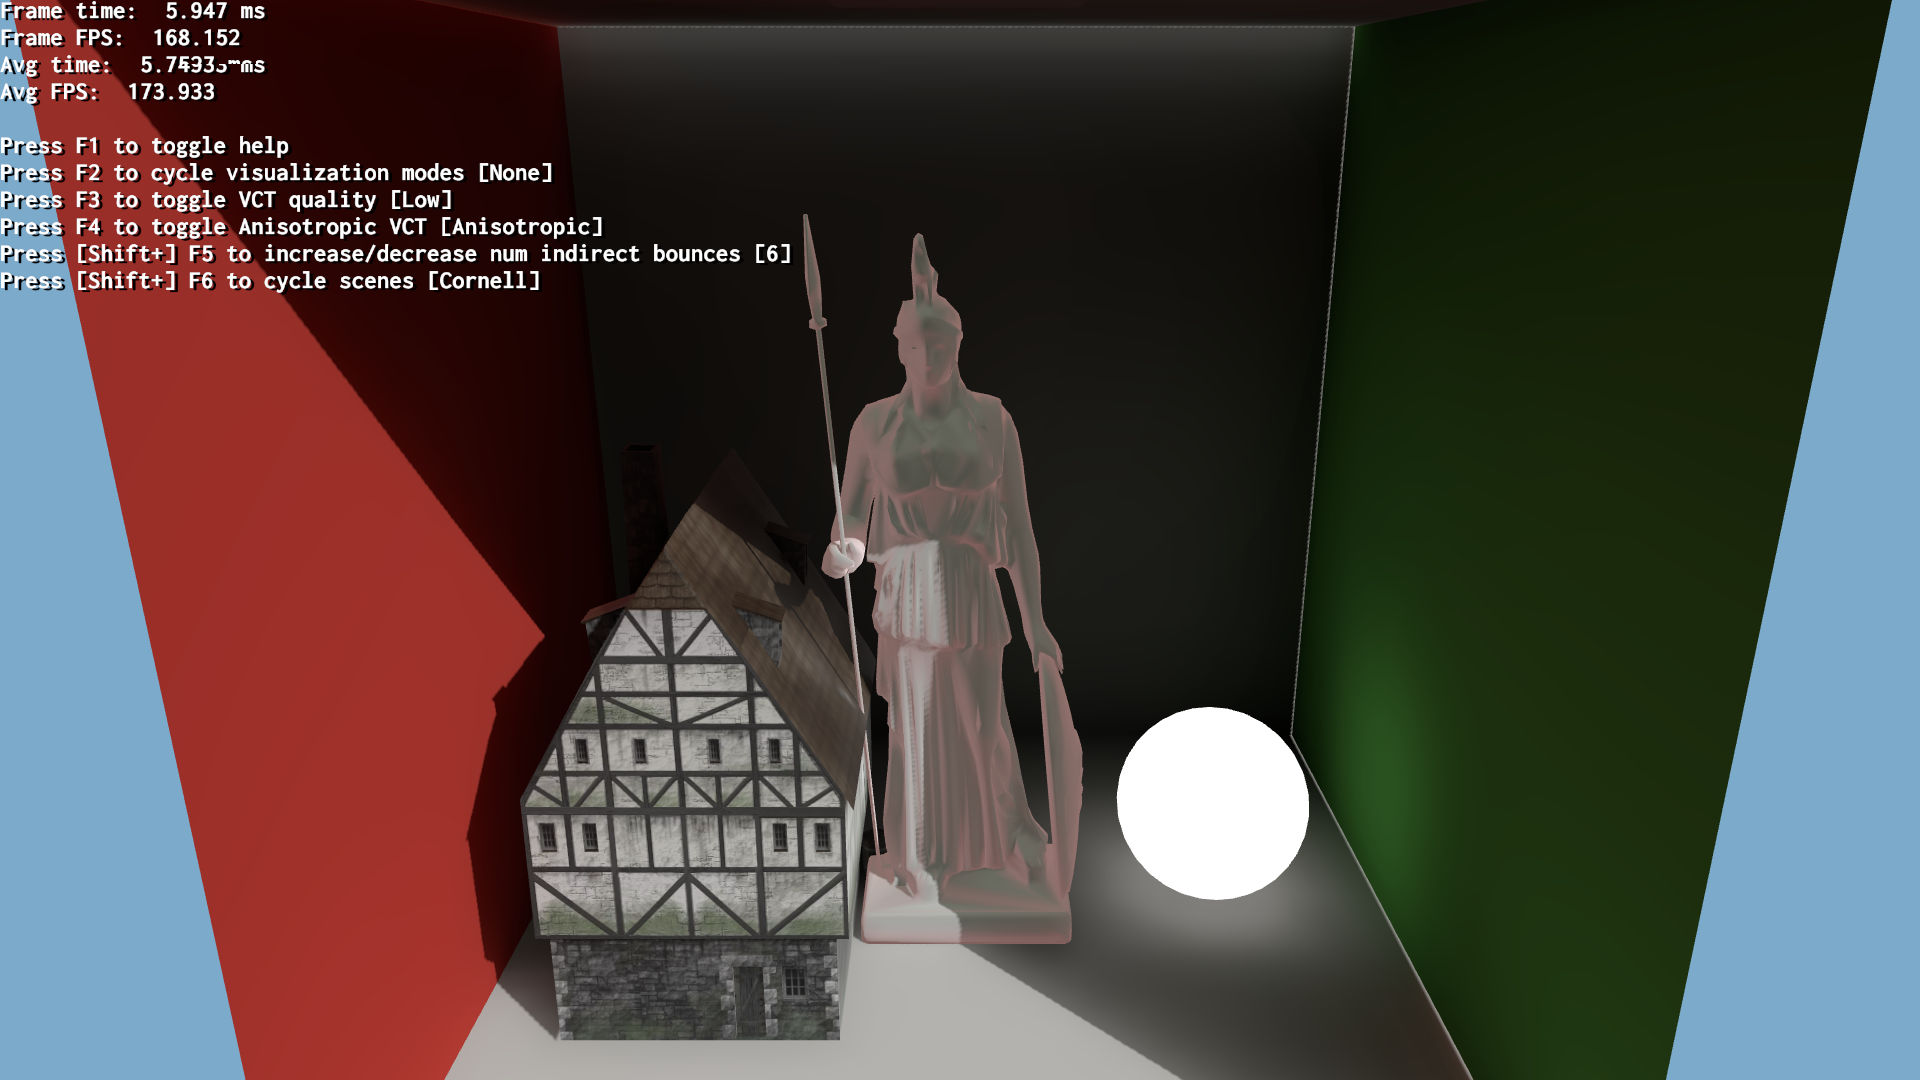 Frame time: 5.947 ms
Frame FPS: 168.152
Avg time:
Avg FPS: 173.933
Press F1 to toggle help
Press F2 to cycle visualization modes [None]
Press F3 to toggle VCT quality [Low]
Press F4 to toggle Anisotropic VCT [Anisotropic]
Press [Shift+] F5 to increase/decrease num indirect bounces [6]
Press [Shift+] F6 to cycle scenes [Cornell]